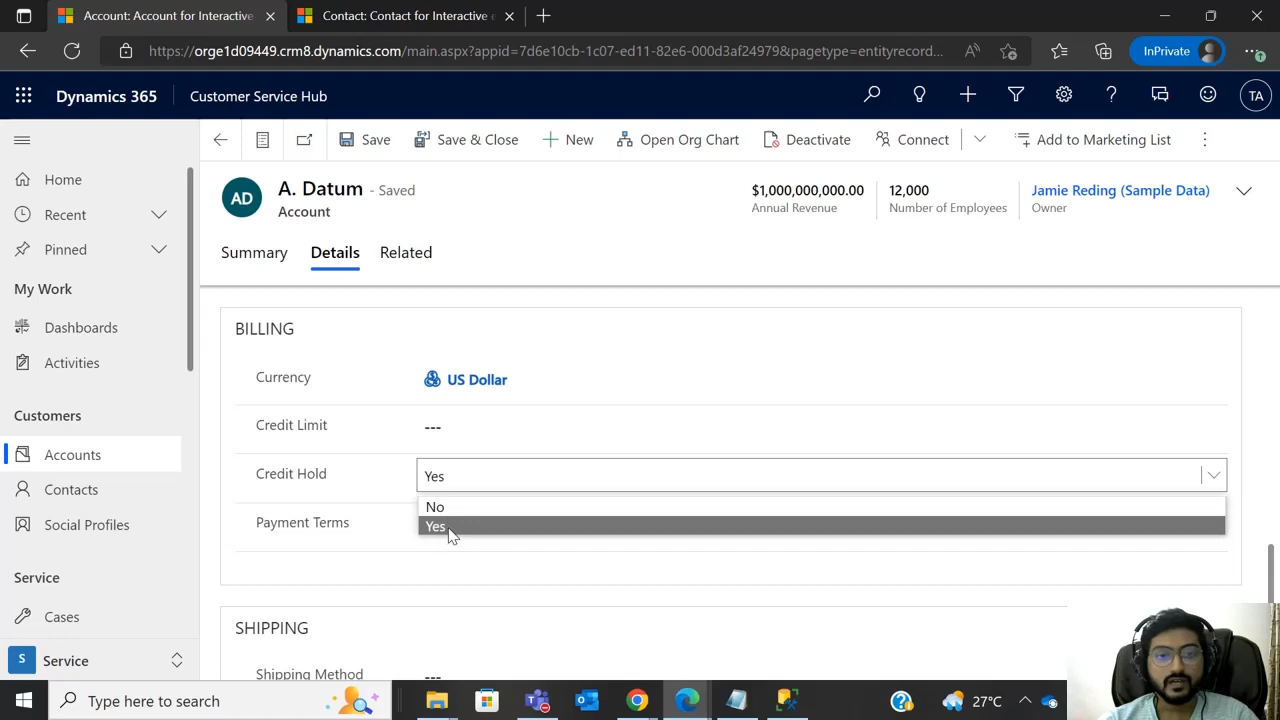 Account: Account for Interactive
Contact: Contact for Interactive e
https://orge1d09449.crm8.dynamics.com/main.aspx?appid=7d6e10cb-1c07-ed11-82e6-000d3af24979&pagetype=entityrecord...
InPrivate
Dynamics 365
Customer Service Hub
TA
Save
Save & Close
New
Open Org Chart
Deactivate
Connect
Add to Marketing List
AD
A. Datum - Saved
Account
$1,000,000,000.00
Annual Revenue
12,000
Number of Employees
Jamie Reding (Sample Data)
Owner
Summary
Details
Related
Home
Recent
Pinned
My Work
Dashboards
Activities
Customers
Accounts
Contacts
Social Profiles
Service
Cases
S Service
BILLING
Currency
US Dollar
Credit Limit
---
Credit Hold
Yes
No
Yes
Payment Terms
SHIPPING
Shipping Method
---
Type here to search
27°C